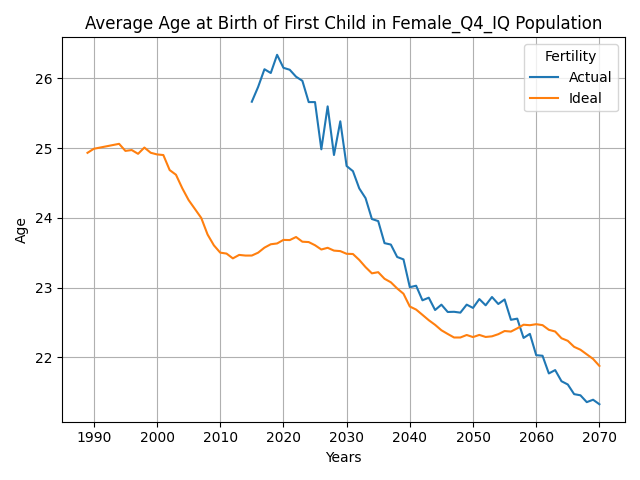 Average Age at Birth of First Child in Female_Q4_IQ Population
Fertility
Actual
Ideal
Age
26
25
24
23
22
1990 2000 2010 2020 2030 2040 2050 2060 2070
Years